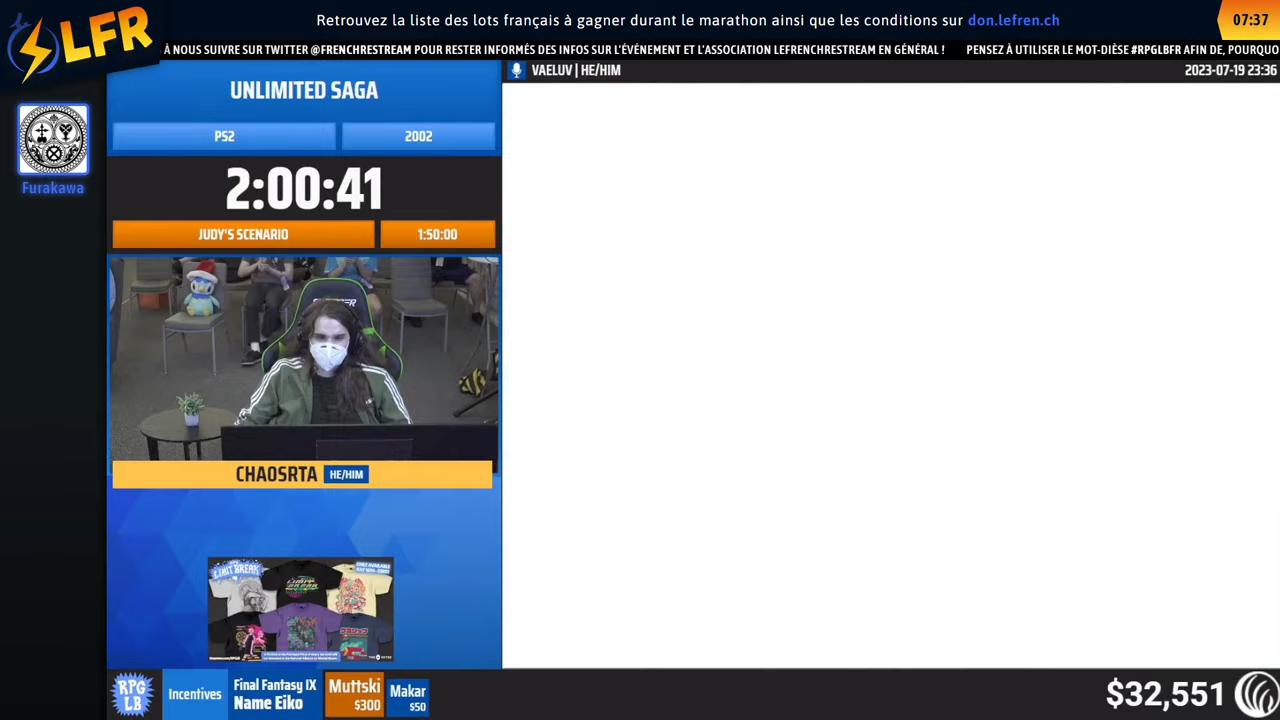 LFR
Retrouvez la liste des lots français à gagner durant le marathon ainsi que les conditions sur don.lefren.ch
07:37
À NOUS SUIVRE SUR TWITTER @FRENCHRESTREAM POUR RESTER INFORMÉS DES INFOS SUR L'ÉVÈNEMENT ET L'ASSOCIATION LEFRENCHRESTREAM EN GÉNÉRAL ! PENSEZ À UTILISER LE MOT-DIÈSE #RPGLBFR AFIN DE, POURQUO
VAELUV | HE/HIM
2023-07-19 23:36
UNLIMITED SAGA
PS2
2002
Furakawa
2:00:41
JUDY'S SCENARIO
1:50:00
CHAOSRTA HE/HIM
LIMIT BREAK
RPG
LB
Incentives
Final Fantasy IX
Name Eiko
Muttski
$300
Makar
$50
$32,551